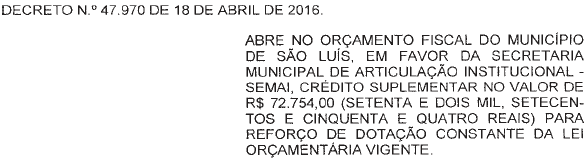 DECRETO N.º 47.970 DE 18 DE ABRIL DE 2016.
ABRE NO ORÇAMENTO FISCAL DO MUNICÍPIO
DE SÃO LUÍS, EM FAVOR DA SECRETARIA
MUNICIPAL DE ARTICULAÇÃO INSTITUCIONAL -
SEMAI, CRÉDITO SUPLEMENTAR NO VALOR DE
R$ 72.754,00 (SETENTA E DOIS MIL, SETECEN-
TOS E CINQUENTA E QUATRO REAIS) PARA
REFORÇO DE DOTAÇÃO CONSTANTE DA LEI
ORÇAMENTÁRIA VIGENTE.